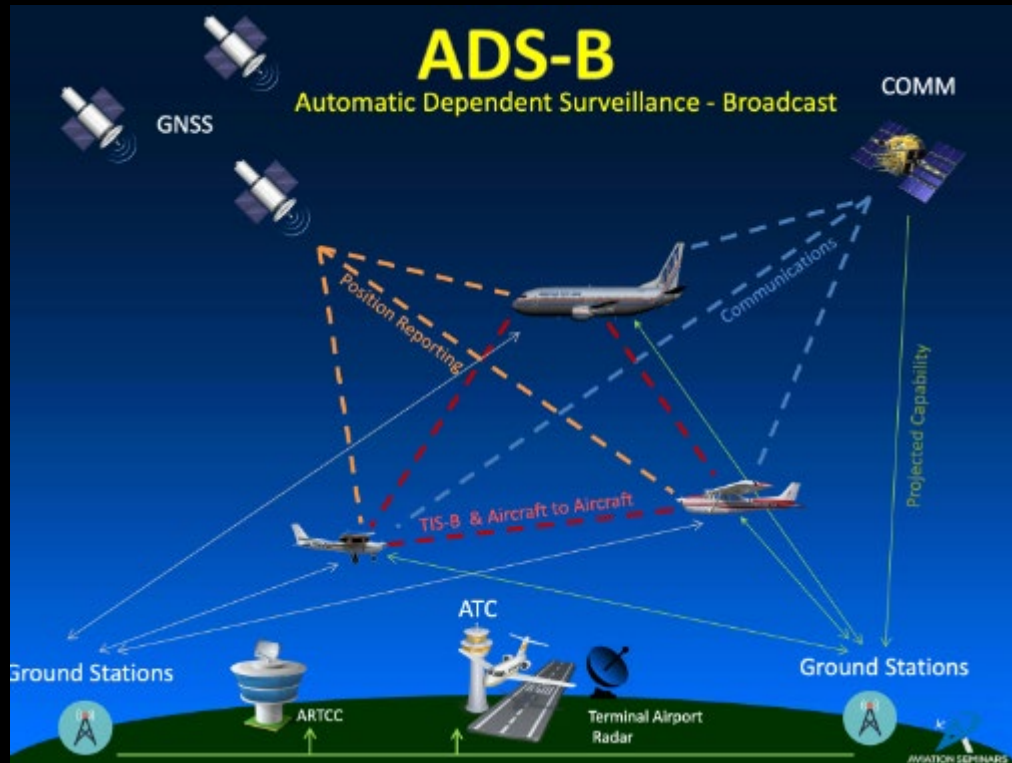 ADS-B
Automatic Dependent Surveillance - Broadcast
COMM
GNSS
Position Reporting
Communications
Projected Capability
TIS-B & Aircraft to Aircraft
ATC
Ground Stations
Ground Stations
ARTCC
Terminal Airport
Radar
AVIATION SEMINARS